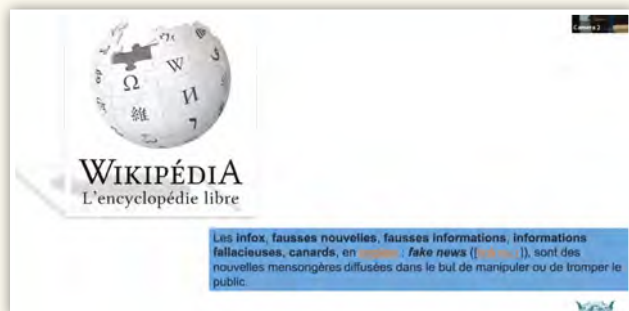 Camera 2
WIKIPÉDIA
L'encyclopédie libre
Les infox, fausses nouvelles, fausses informations, informations
fallacieuses, canards, en : fake news ([ ]), sont des
nouvelles mensongères diffusées dans le but de manipuler ou de tromper le
public.